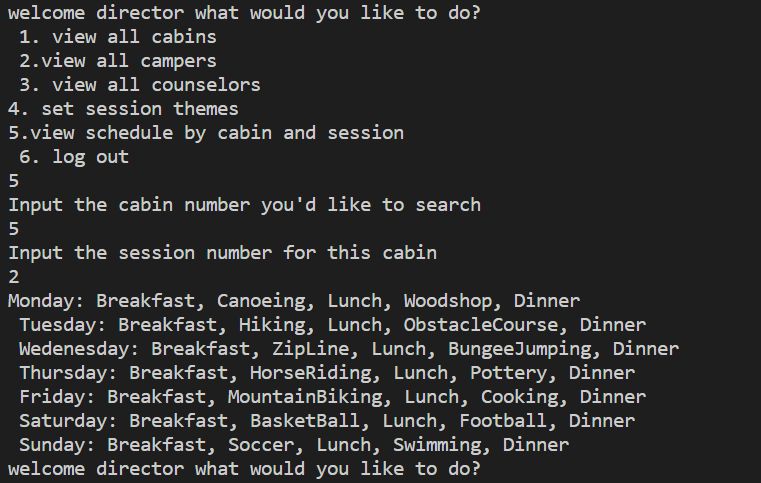 welcome director what would you like to do?
1. view all cabins
2.view all campers
3. view all counselors
4. set session themes
5.view schedule by cabin and session
6. log out
5
Input the cabin number you'd like to search
5
Input the session number for this cabin
2
Monday: Breakfast, Canoeing, Lunch, Woodshop, Dinner
Tuesday: Breakfast, Hiking, Lunch, ObstacleCourse, Dinner
Wedenesday: Breakfast, ZipLine, Lunch, BungeeJumping, Dinner
Thursday: Breakfast, HorseRiding, Lunch, Pottery, Dinner
Friday: Breakfast, MountainBiking, Lunch, Cooking, Dinner
Saturday: Breakfast, BasketBall, Lunch, Football, Dinner
Sunday: Breakfast, Soccer, Lunch, Swimming, Dinner
welcome director what would you like to do?